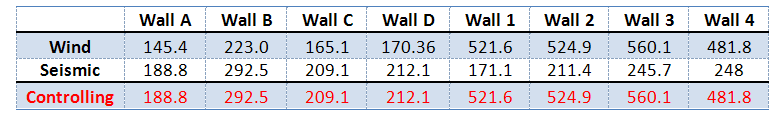 Wall A Wall B Wall C Wall D Wall 1 Wall 2 Wall 3 Wall 4
Wind 145.4 223.0 165.1 170.36 521.6 524.9 560.1 481.8
Seismic 188.8 292.5 209.1 212.1 171.1 211.4 245.7 248
Controlling 188.8 292.5 209.1 212.1 521.6 524.9 560.1 481.8